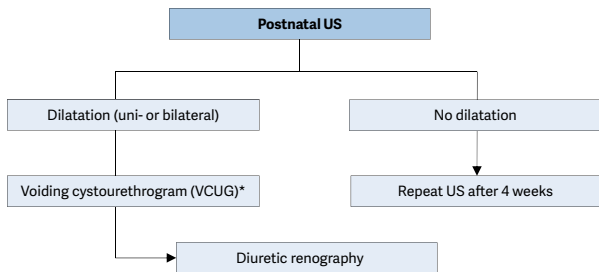 Postnatal US
Dilatation (uni- or bilateral)
No dilatation
Voiding cystourethrogram (VCUG)*
Repeat US after 4 weeks
Diuretic renography